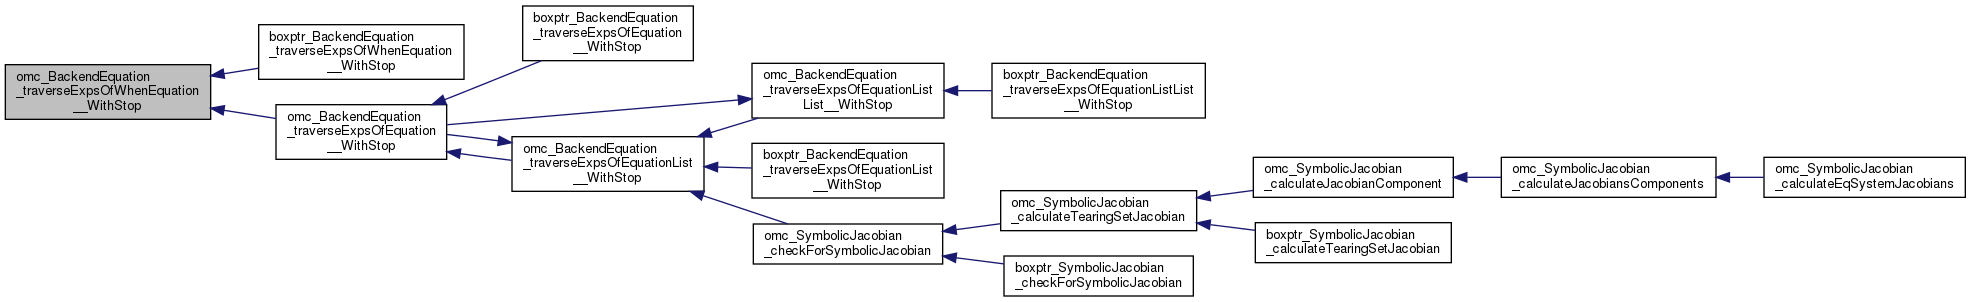 omc_BackendEquation
_traverseExpsOfWhenEquation
__WithStop
boxptr_BackendEquation
_traverseExpsOfWhenEquation
__WithStop
omc_BackendEquation
_traverseExpsOfEquation
__WithStop
boxptr_BackendEquation
_traverseExpsOfEquation
__WithStop
omc_BackendEquation
_traverseExpsOfEquationList
__WithStop
omc_BackendEquation
_traverseExpsOfEquationList
List__WithStop
boxptr_BackendEquation
_traverseExpsOfEquationListList
__WithStop
boxptr_BackendEquation
_traverseExpsOfEquationList
__WithStop
omc_SymbolicJacobian
_checkForSymbolicJacobian
omc_SymbolicJacobian
_calculateTearingSetJacobian
boxptr_SymbolicJacobian
_checkForSymbolicJacobian
omc_SymbolicJacobian
_calculateJacobianComponent
boxptr_SymbolicJacobian
_calculateTearingSetJacobian
omc_SymbolicJacobian
_calculateJacobiansComponents
omc_SymbolicJacobian
_calculateEqSystemJacobians